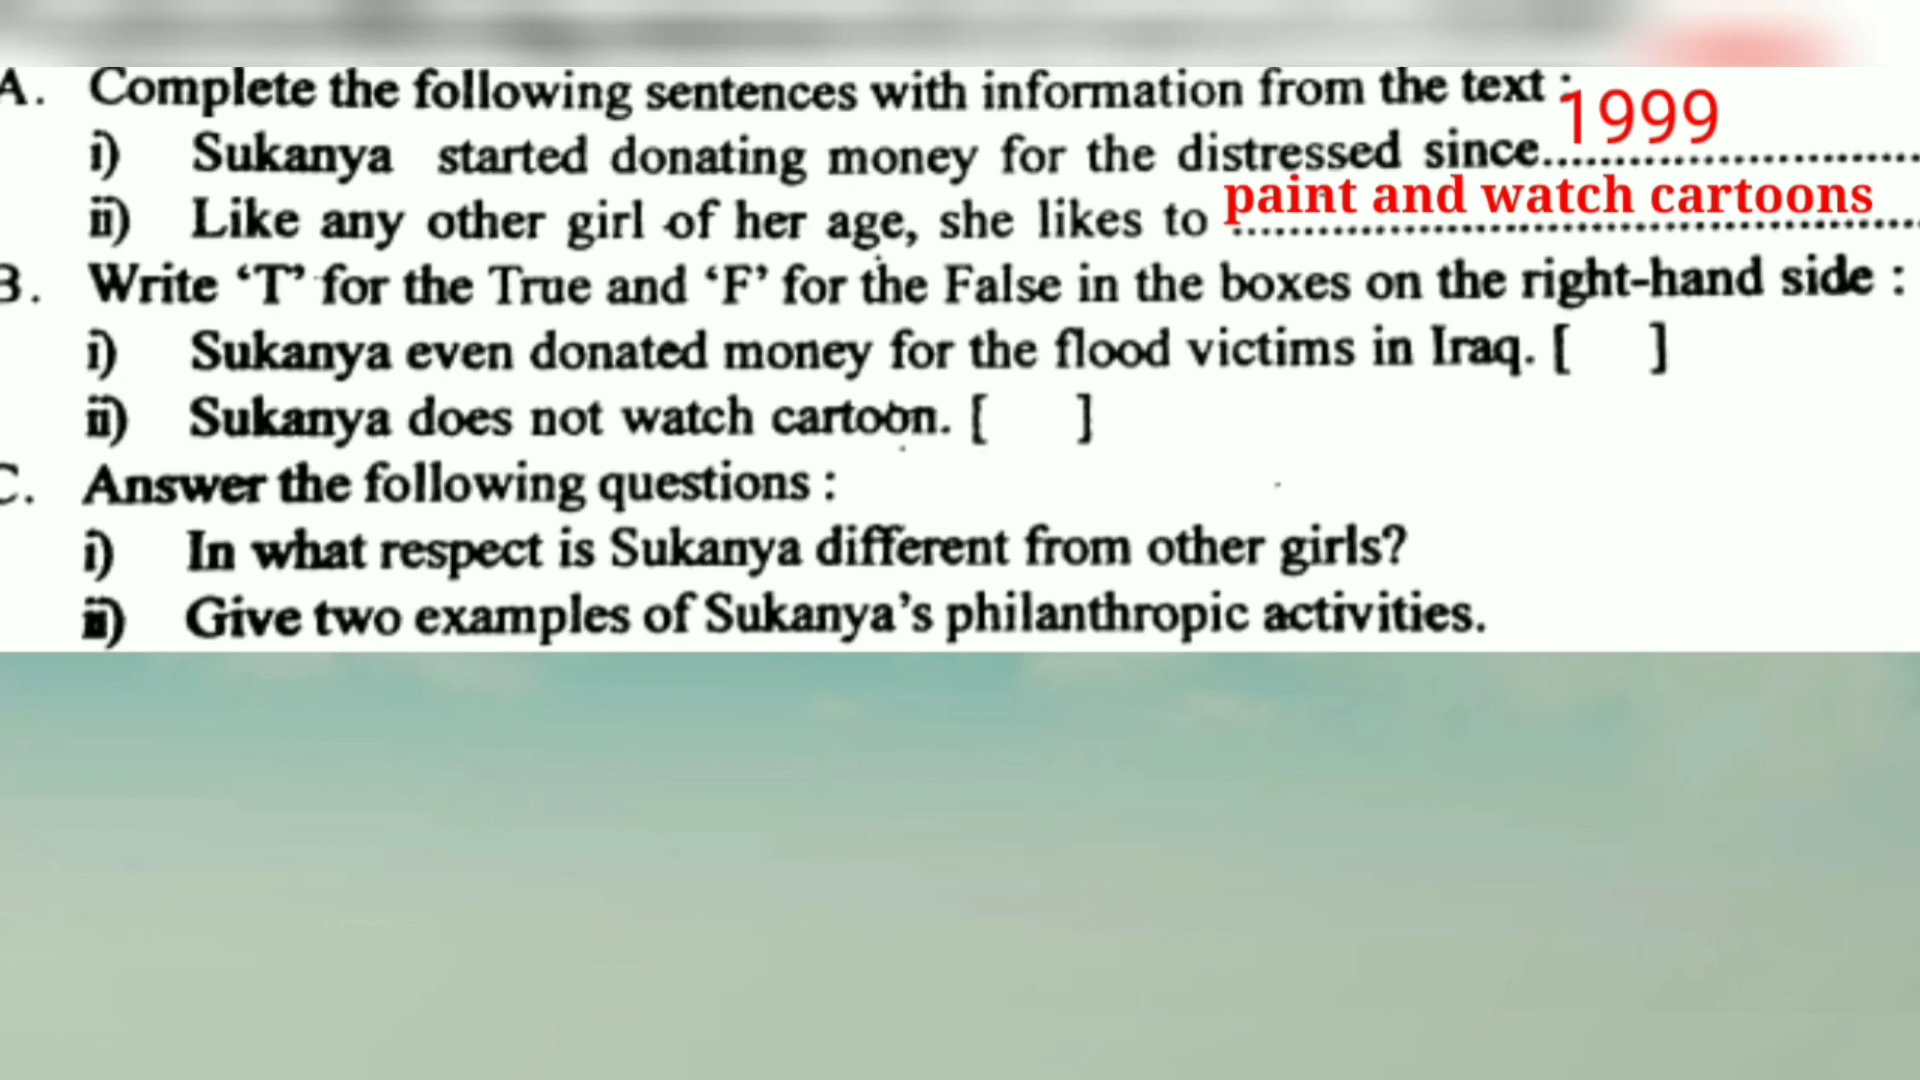 A. Complete the following sentences with information from the text :
1999
i) Sukanya started donating money for the distressed since....................
paint and watch cartoons
ii) Like any other girl of her age, she likes to ..............................
B. Write ‘T’ for the True and ‘F’ for the False in the boxes on the right-hand side :
i) Sukanya even donated money for the flood victims in Iraq. [ ]
ii) Sukanya does not watch cartoon. [ ]
C. Answer the following questions :
i) In what respect is Sukanya different from other girls?
ii) Give two examples of Sukanya’s philanthropic activities.